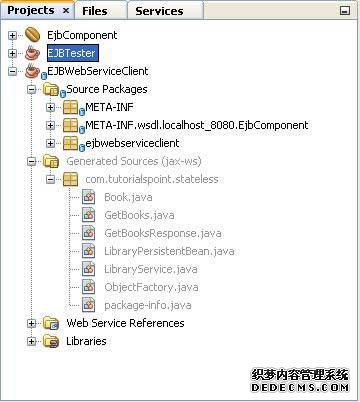 Projects Files Services
EjbComponent
EJBTester
EJBWebServiceClient
Source Packages
META-INF
META-INF.wsdl.localhost_8080.EjbComponent
ejbwebserviceclient
Generated Sources (jax-ws)
com.tutorialspoint.stateless
Book.java
GetBooks.java
GetBooksResponse.java
LibraryPersistentBean.java
LibraryService.java
ObjectFactory.java
package-info.java
Web Service References
Libraries
织梦内容管理系统
DEDECMS.COM